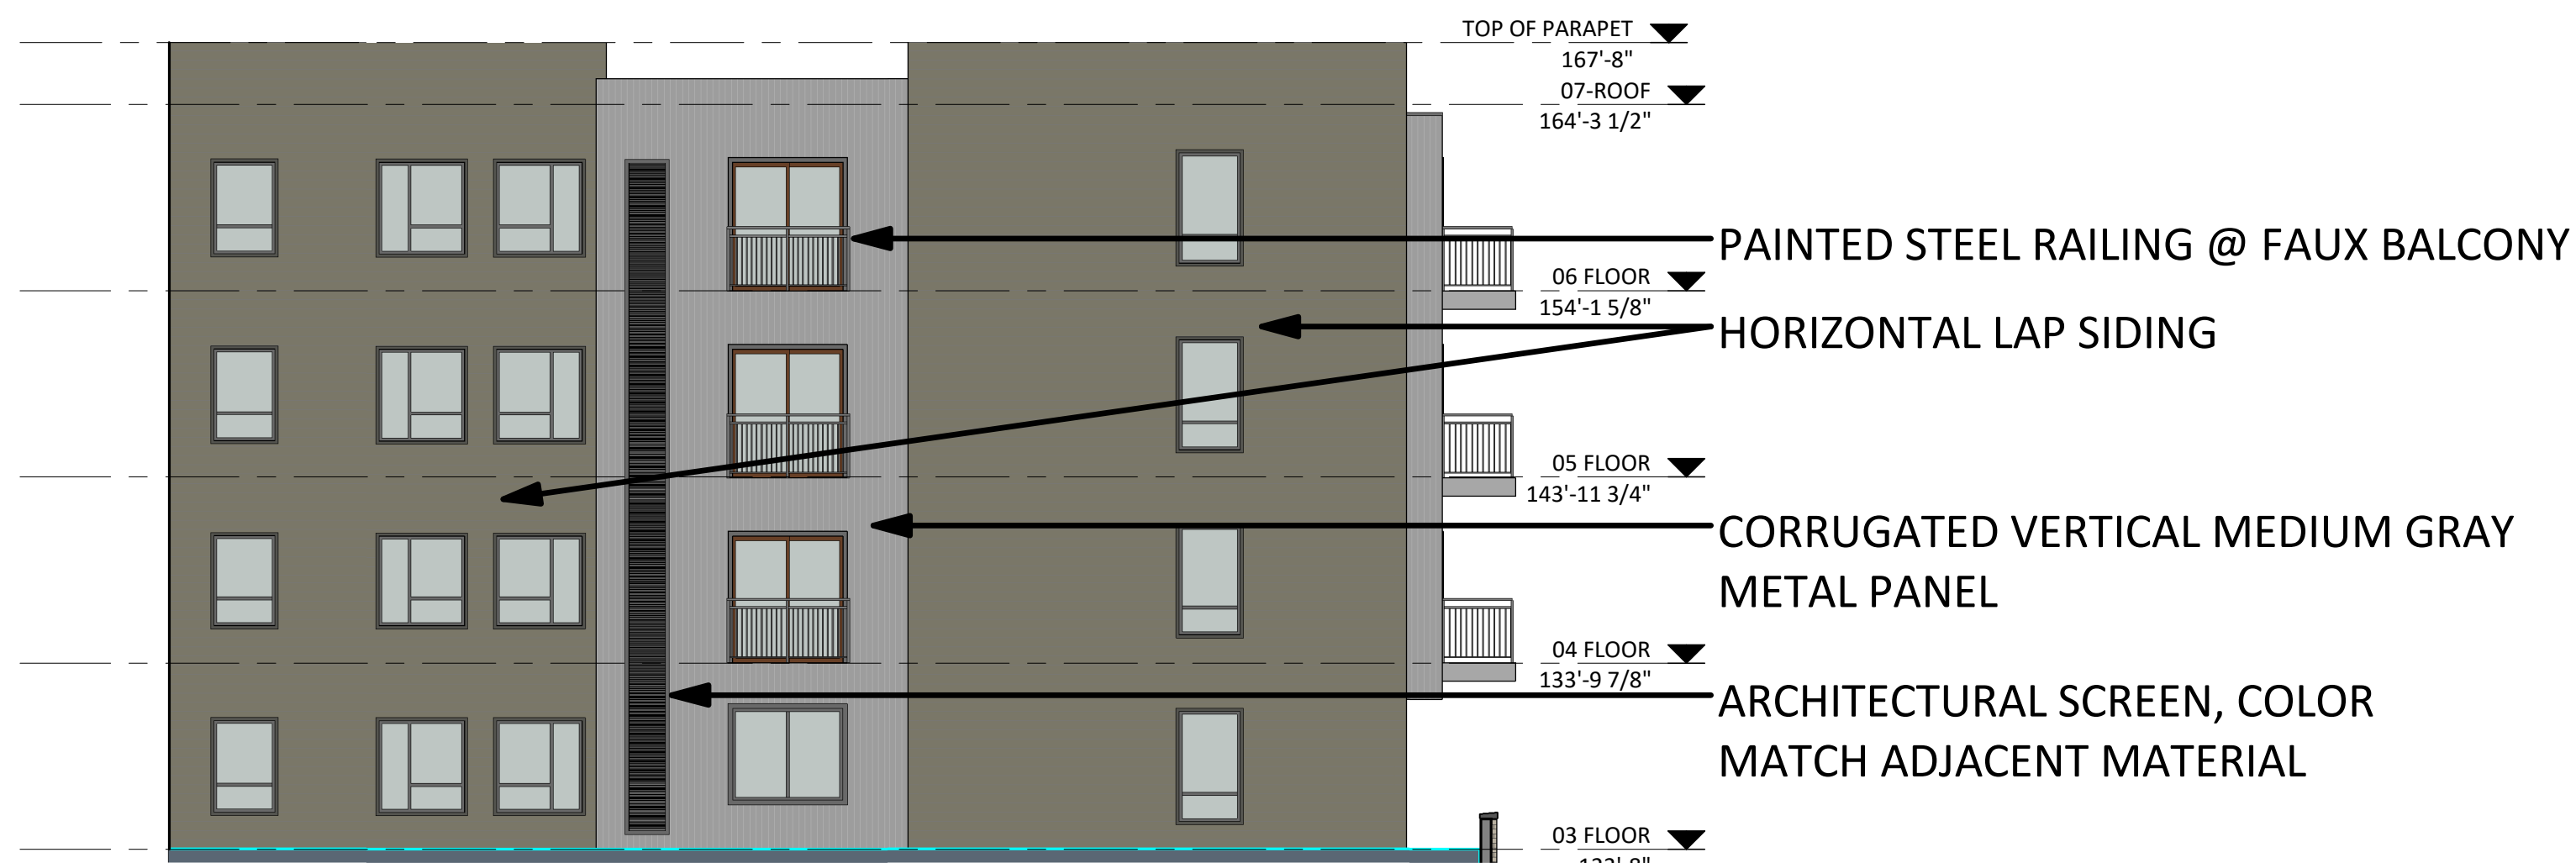 TOP OF PARAPET
167'-8"
07-ROOF
164'-3 1/2"
PAINTED STEEL RAILING @ FAUX BALCONY
06 FLOOR
154'-1 5/8"
HORIZONTAL LAP SIDING
05 FLOOR
143'-11 3/4"
CORRUGATED VERTICAL MEDIUM GRAY
METAL PANEL
04 FLOOR
133'-9 7/8"
ARCHITECTURAL SCREEN, COLOR
MATCH ADJACENT MATERIAL
03 FLOOR